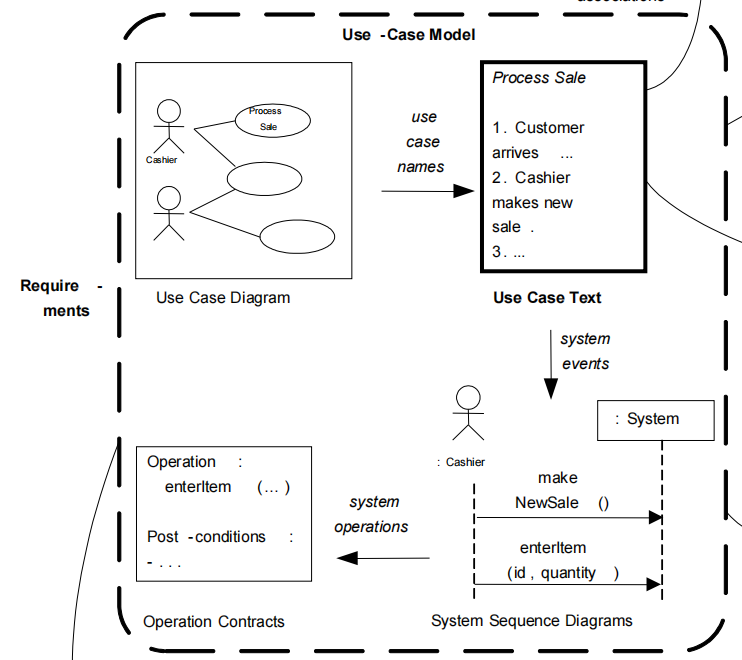 associations
Use -Case Model
Process
Sale
Cashier
Use Case Diagram
use
case
names
Process Sale
1. Customer
arrives ...
2. Cashier
makes new
sale .
3. ...
Use Case Text
Require -
ments
system
events
: Cashier
: System
make
NewSale ()
enterItem
(id , quantity )
System Sequence Diagrams
system
operations
Operation :
enterItem (... )
Post -conditions :
- . . .
Operation Contracts